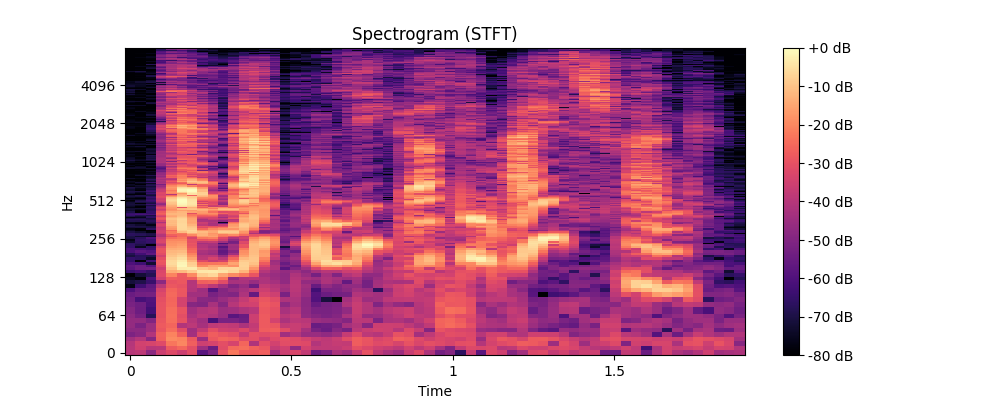 Spectrogram (STFT)
4096
2048
1024
512
256
128
64
0
Hz
0
0.5
1
1.5
Time
+0 dB
-10 dB
-20 dB
-30 dB
-40 dB
-50 dB
-60 dB
-70 dB
-80 dB